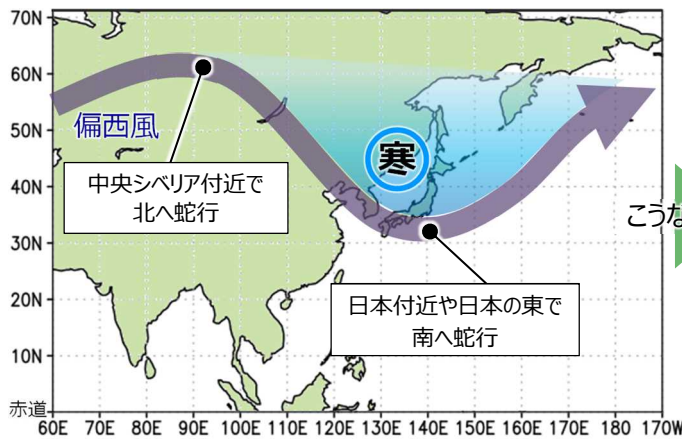 70N
60N
偏西風
50N
寒
中央シベリア付近で
北へ蛇行
40N
こうな
30N
日本付近や日本の東で
南へ蛇行
20N
10N
赤道
60E 70E 80E 90E 100E 110E 120E 130E 140E 150E 160E 170E 180 170W